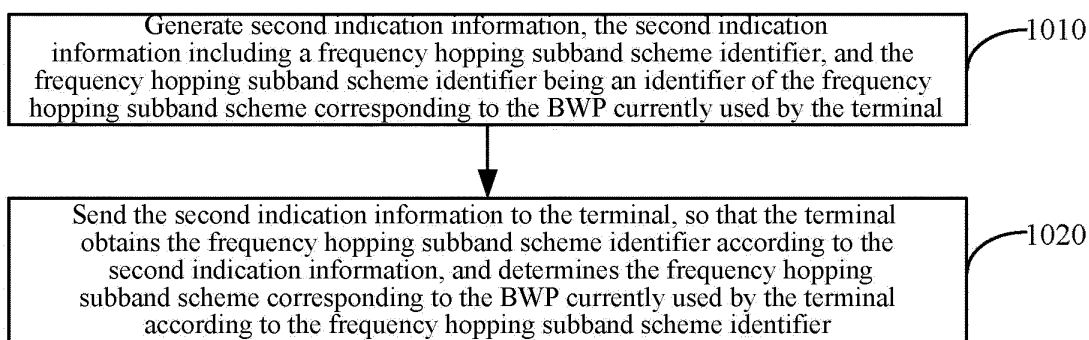 Generate second indication information, the second indication
information including a frequency hopping subband scheme identifier, and the
frequency hopping subband scheme identifier being an identifier of the frequency
hopping subband scheme corresponding to the BWP currently used by the terminal
1010
Send the second indication information to the terminal, so that the terminal
obtains the frequency hopping subband scheme identifier according to the
second indication information, and determines the frequency hopping
subband scheme corresponding to the BWP currently used by the terminal
according to the frequency hopping subband scheme identifier
1020